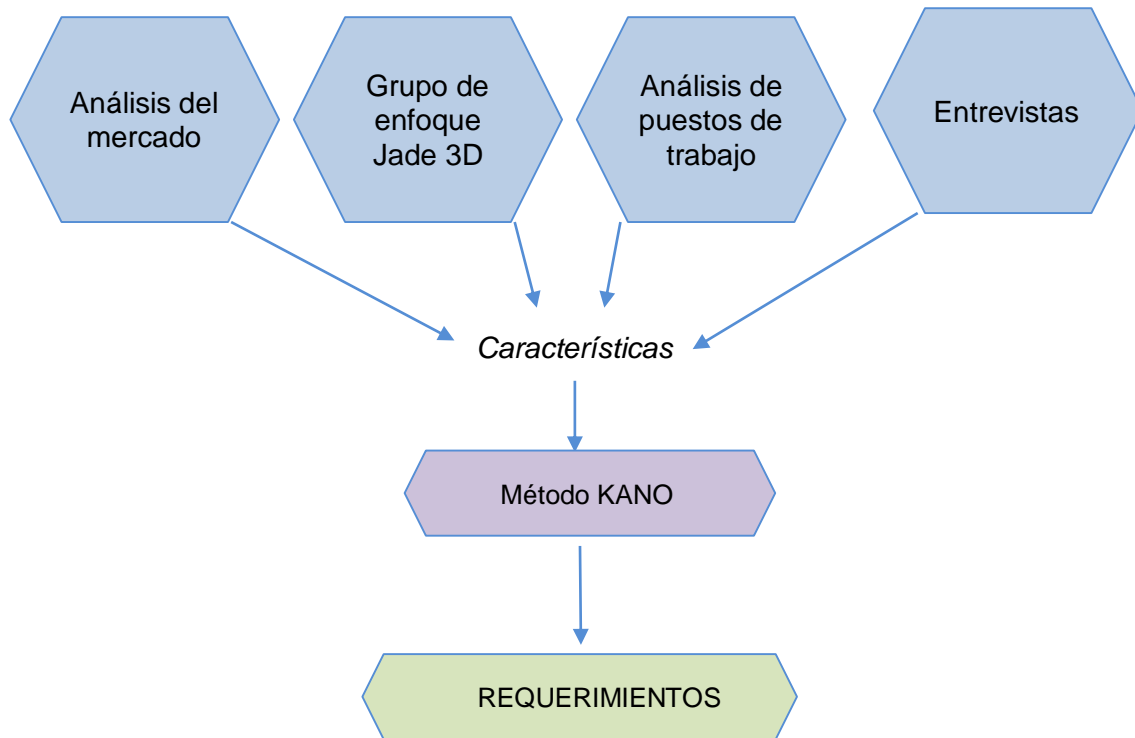 Análisis del
mercado
Grupo de
enfoque
Jade 3D
Análisis de
puestos de
trabajo
Entrevistas
Características
Método KANO
REQUERIMIENTOS